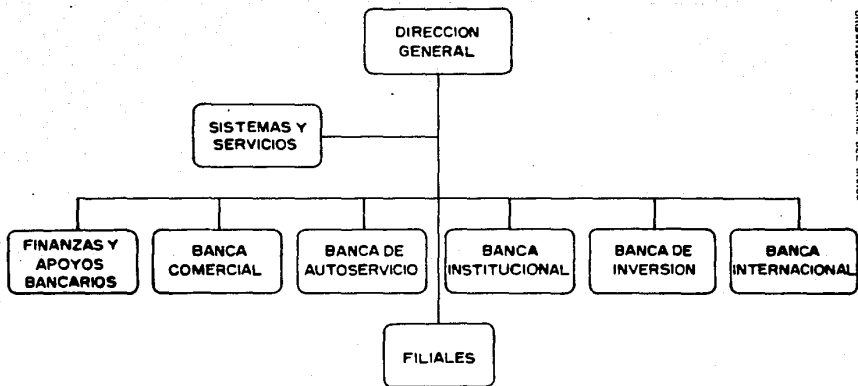 DIRECCION
GENERAL
SISTEMAS Y
SERVICIOS
FINANZAS Y
APOYOS
BANCARIOS
BANCA
COMERCIAL
BANCA DE
AUTOSERVICIO
BANCA
INSTITUCIONAL
BANCA DE
INVERSION
BANCA
INTERNACIONAL
FILIALES